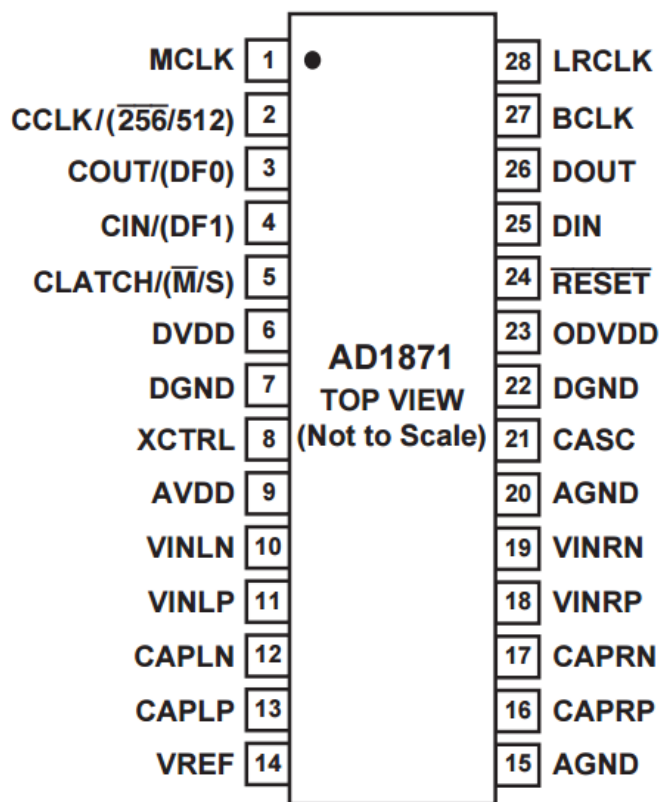 MCLK 1 28 LRCLK
CCLK/(256/512) 2 27 BCLK
COUT/(DF0) 3 26 DOUT
CIN/(DF1) 4 25 DIN
CLATCH/(M/S) 5 24 RESET
DVDD 6 23 ODVDD
AD1871
DGND 7 22 DGND
TOP VIEW
XCTRL 8 (Not to Scale) 21 CASC
AVDD 9 20 AGND
VINLN 10 19 VINRN
VINLP 11 18 VINRP
CAPLN 12 17 CAPRN
CAPLP 13 16 CAPRP
VREF 14 15 AGND